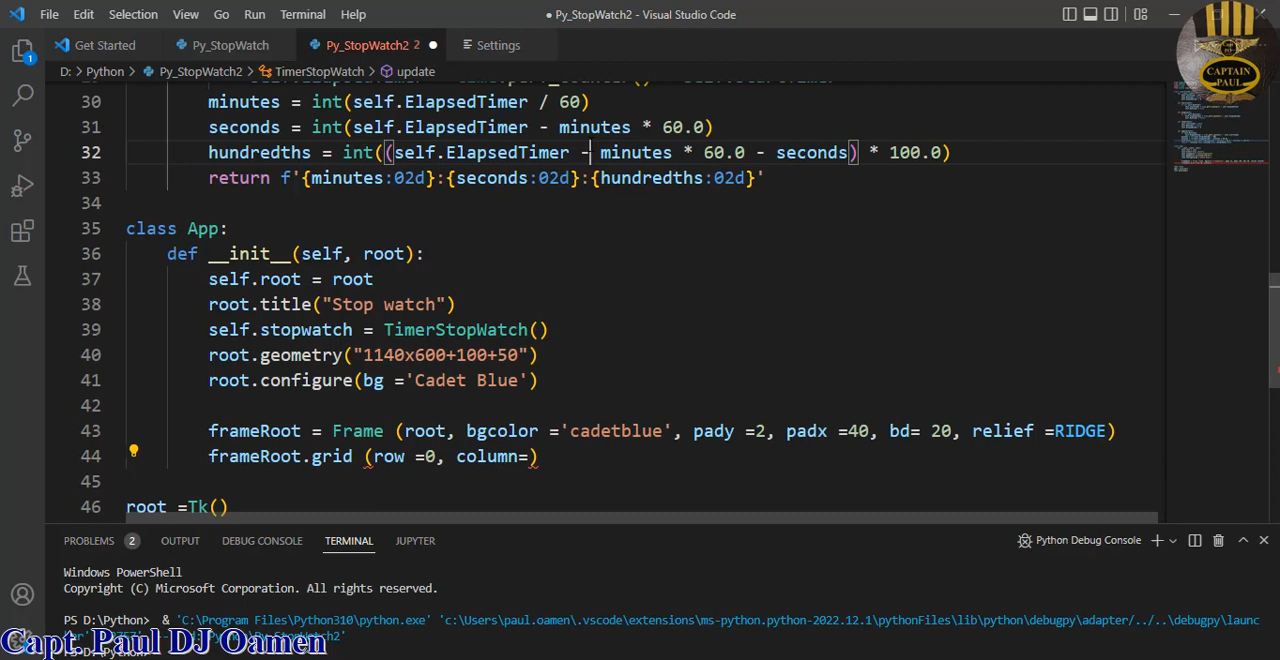 File Edit Selection View Go Run Terminal Help ● Py_StopWatch2 - Visual Studio Code
Get Started Py_StopWatch Py_StopWatch2 2 ● Settings
D: > Python > Py_StopWatch2 > TimerStopWatch > update
CAPTAIN
PAUL
1
30 minutes = int(self.ElapsedTimer / 60)
31 seconds = int(self.ElapsedTimer - minutes * 60.0)
32 hundredths = int((self.ElapsedTimer - minutes * 60.0 - seconds) * 100.0)
33 return f'{minutes:02d}:{seconds:02d}:{hundredths:02d}'
34
35 class App:
36 def __init__(self, root):
37 self.root = root
38 root.title("Stop watch")
39 self.stopwatch = TimerStopWatch()
40 root.geometry("1140x600+100+50")
41 root.configure(bg ='Cadet Blue')
42
43 frameRoot = Frame (root, bgcolor ='cadetblue', pady =2, padx =40, bd= 20, relief =RIDGE)
44 frameRoot.grid (row =0, column=)
45
46 root =Tk()
PROBLEMS 2 OUTPUT DEBUG CONSOLE TERMINAL JUPYTER Python Debug Console
Windows PowerShell
Copyright (C) Microsoft Corporation. All rights reserved.
PS D:\Python> & 'C:\Program Files\Python310\python.exe' 'c:\Users\paul.oamen\.vscode\extensions\ms-python.python-2022.12.1\pythonFiles\lib\python\debugpy\adapter/../..\debugpy\launc
Capt. Paul DJ Oamen